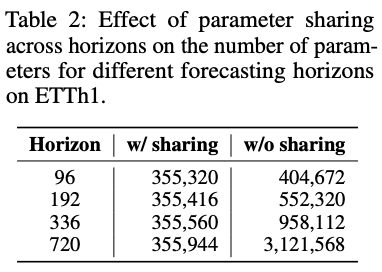 Table 2: Effect of parameter sharing
across horizons on the number of param-
eters for different forecasting horizons
on ETTh1.
Horizon w/ sharing w/o sharing
96 355,320 404,672
192 355,416 552,320
336 355,560 958,112
720 355,944 3,121,568